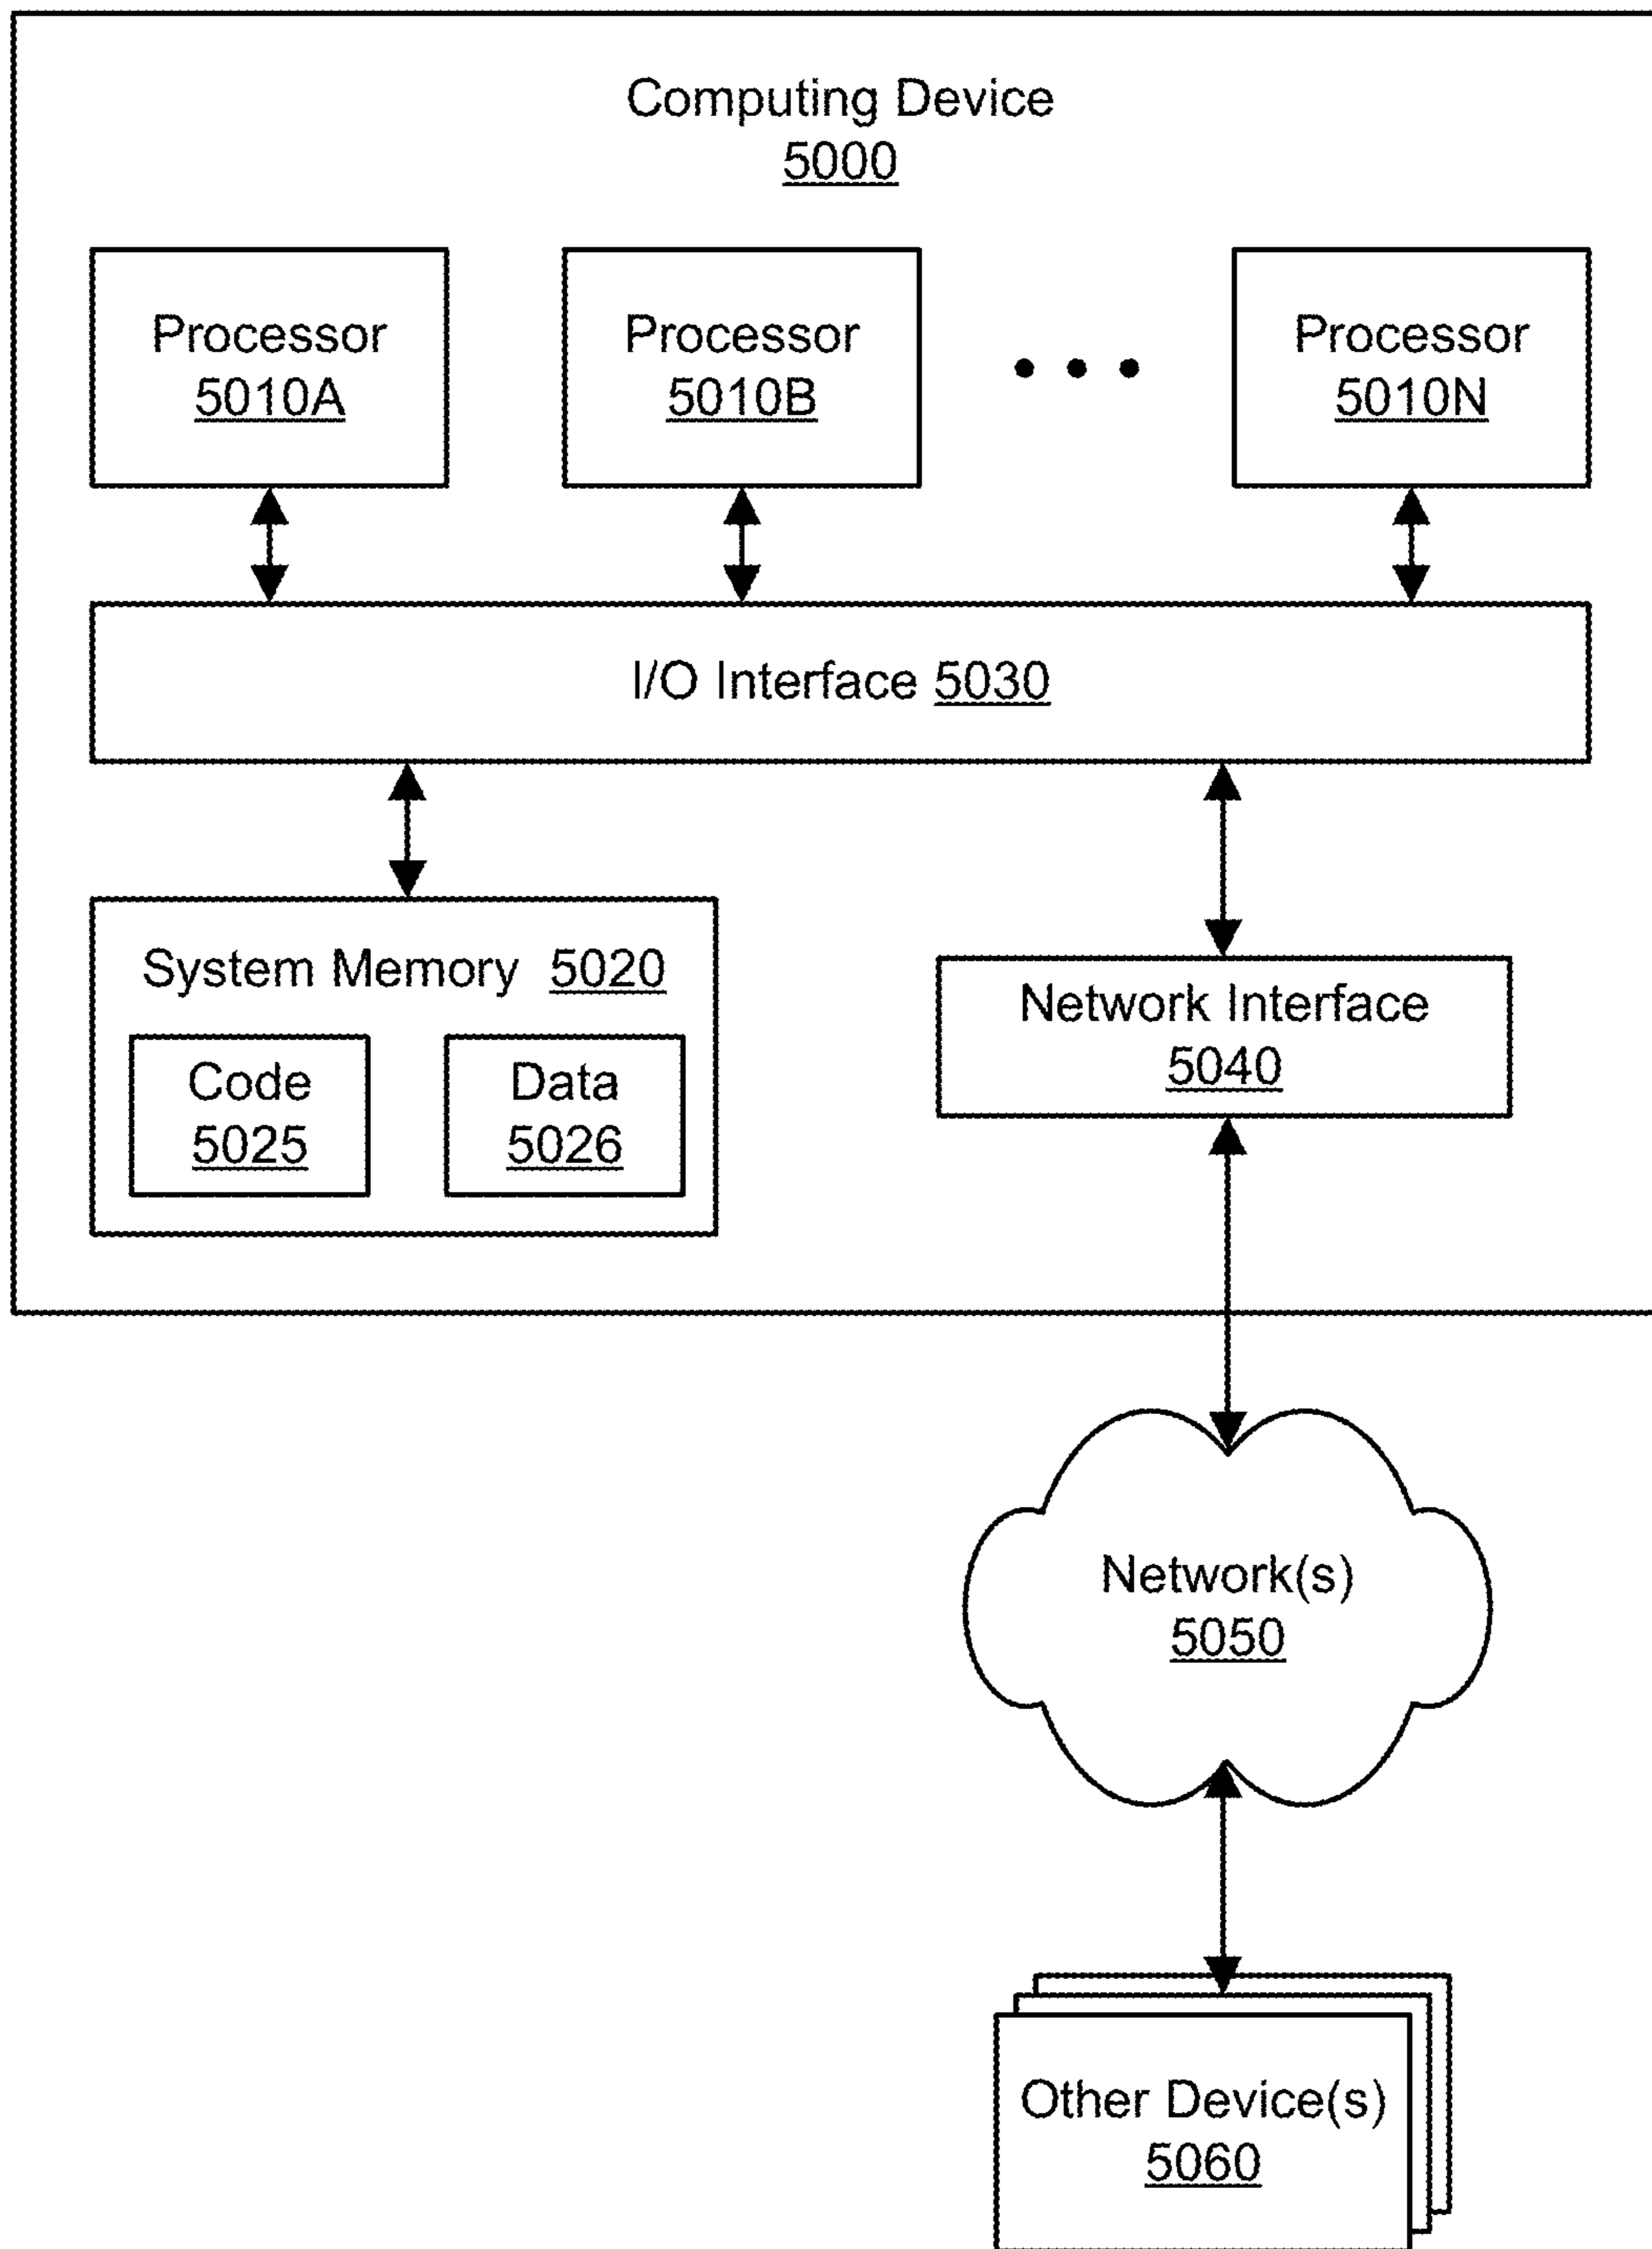 Computing Device
5000
Processor
5010A
Processor
5010B
Processor
5010N
I/O Interface 5030
System Memory 5020
Code
5025
Data
5026
Network Interface
5040
Network(s)
5050
Other Device(s)
5060